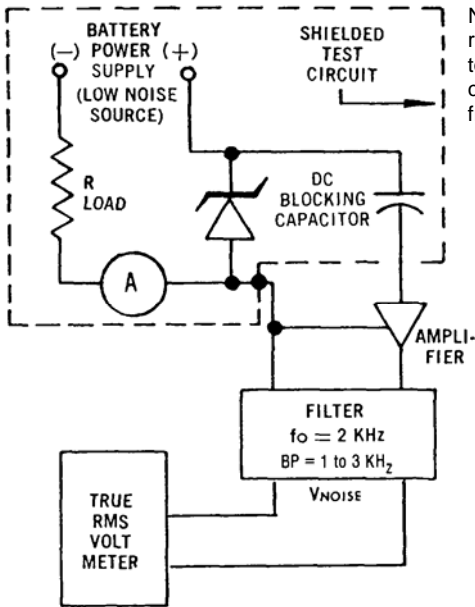 BATTERY
(-) POWER (+)
SUPPLY
(LOW NOISE
SOURCE)
SHIELDED
TEST
CIRCUIT
R
LOAD
DC
BLOCKING
CAPACITOR
A
AMPLI-
FIER
FILTER
fo = 2 KHz
BP = 1 to 3 KHz
VNOISE
TRUE
RMS
VOLT
METER